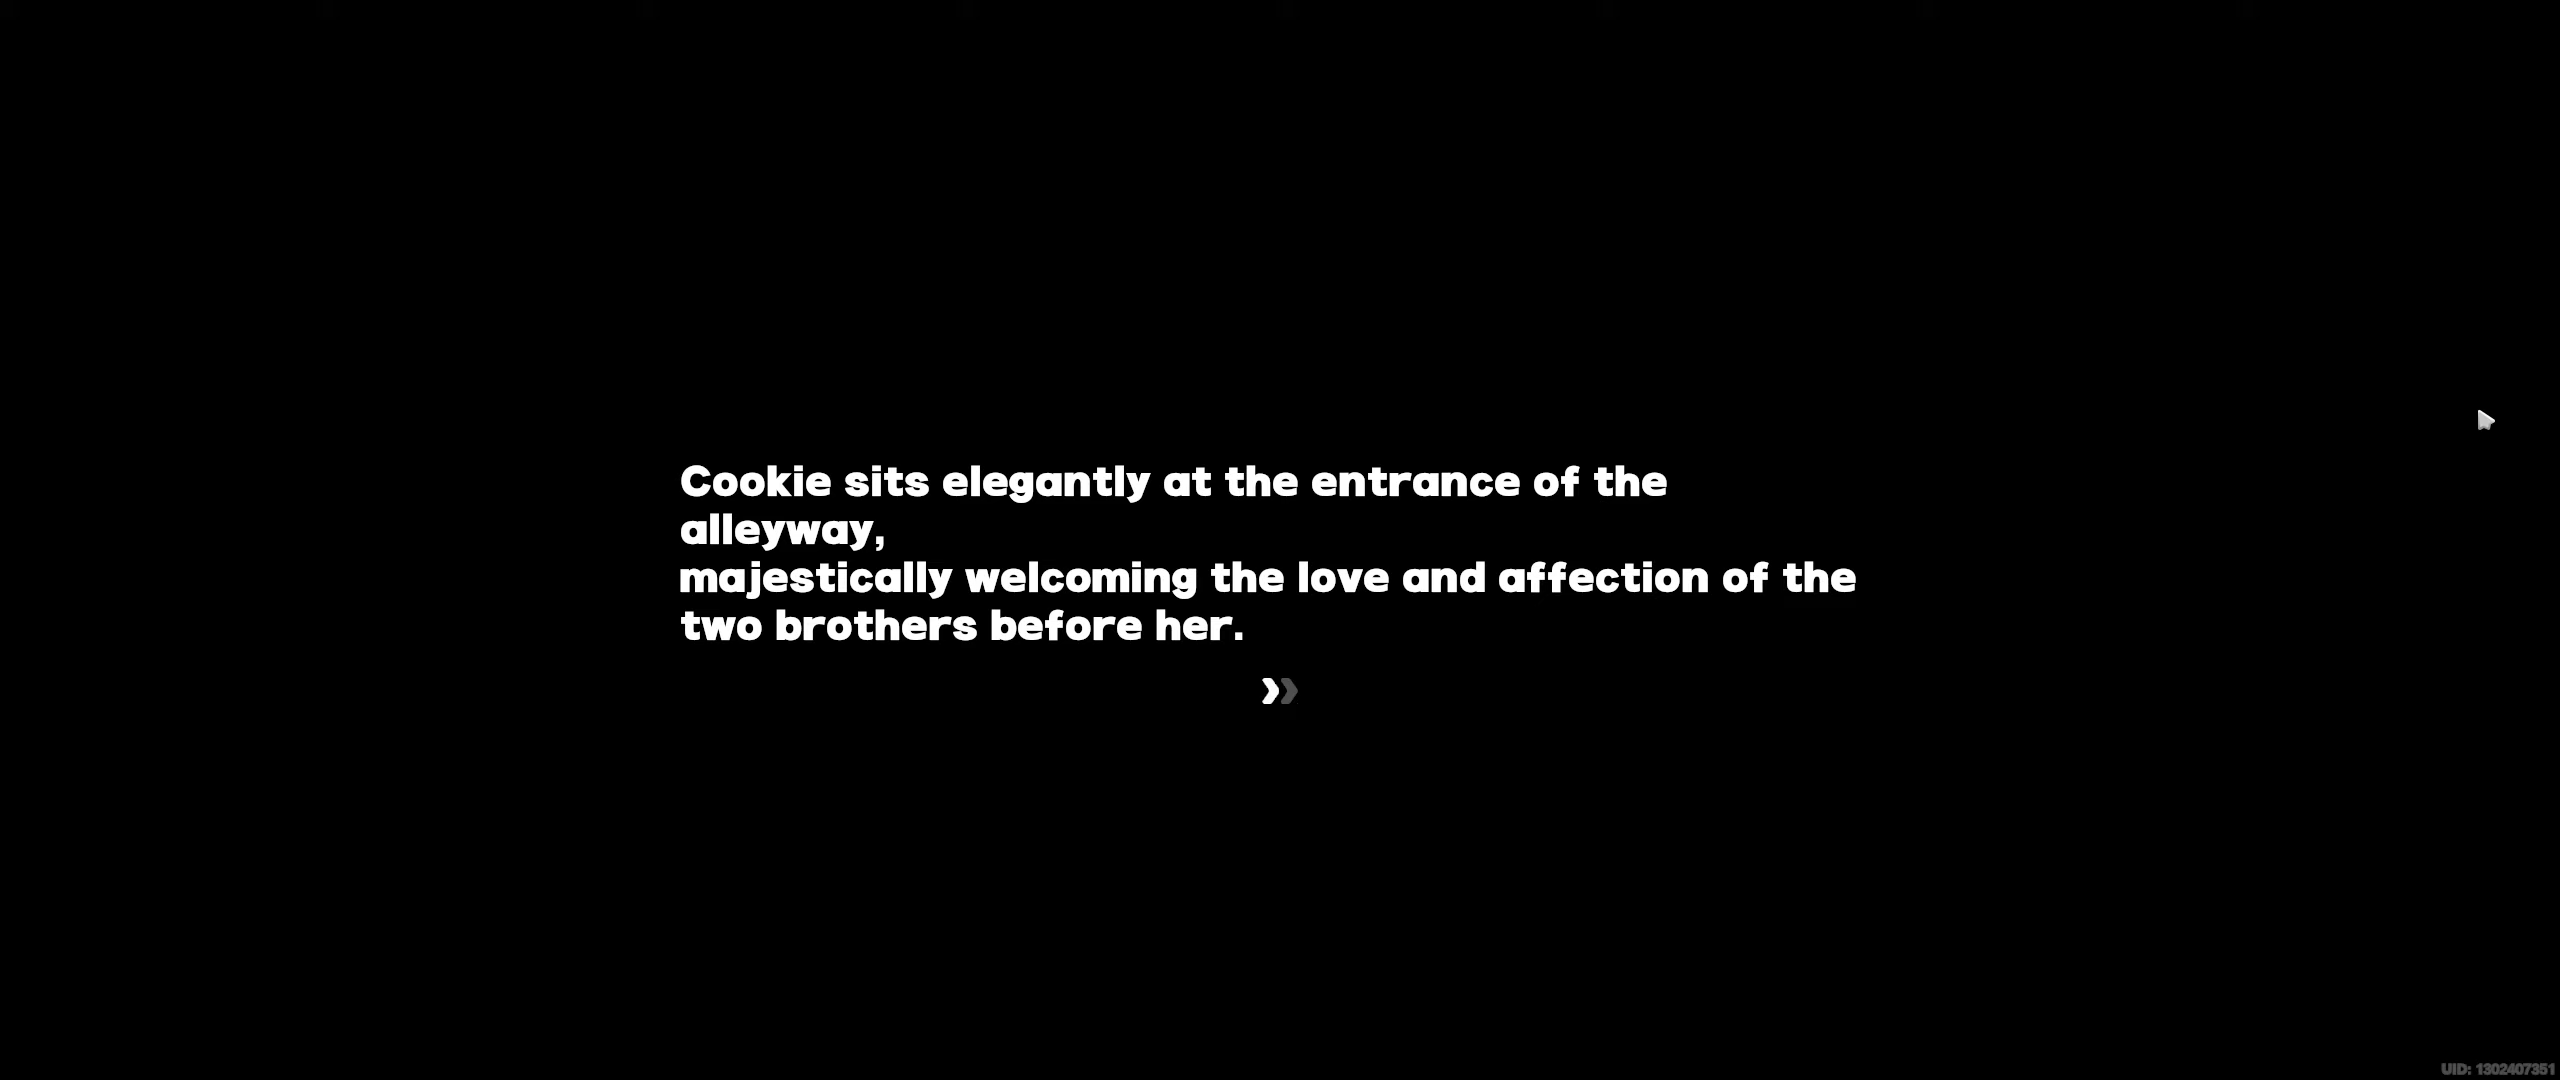 Cookie sits elegantly at the entrance of the
alleyway,
majestically welcoming the love and affection of the
two brothers before her.
UID: 1302407351